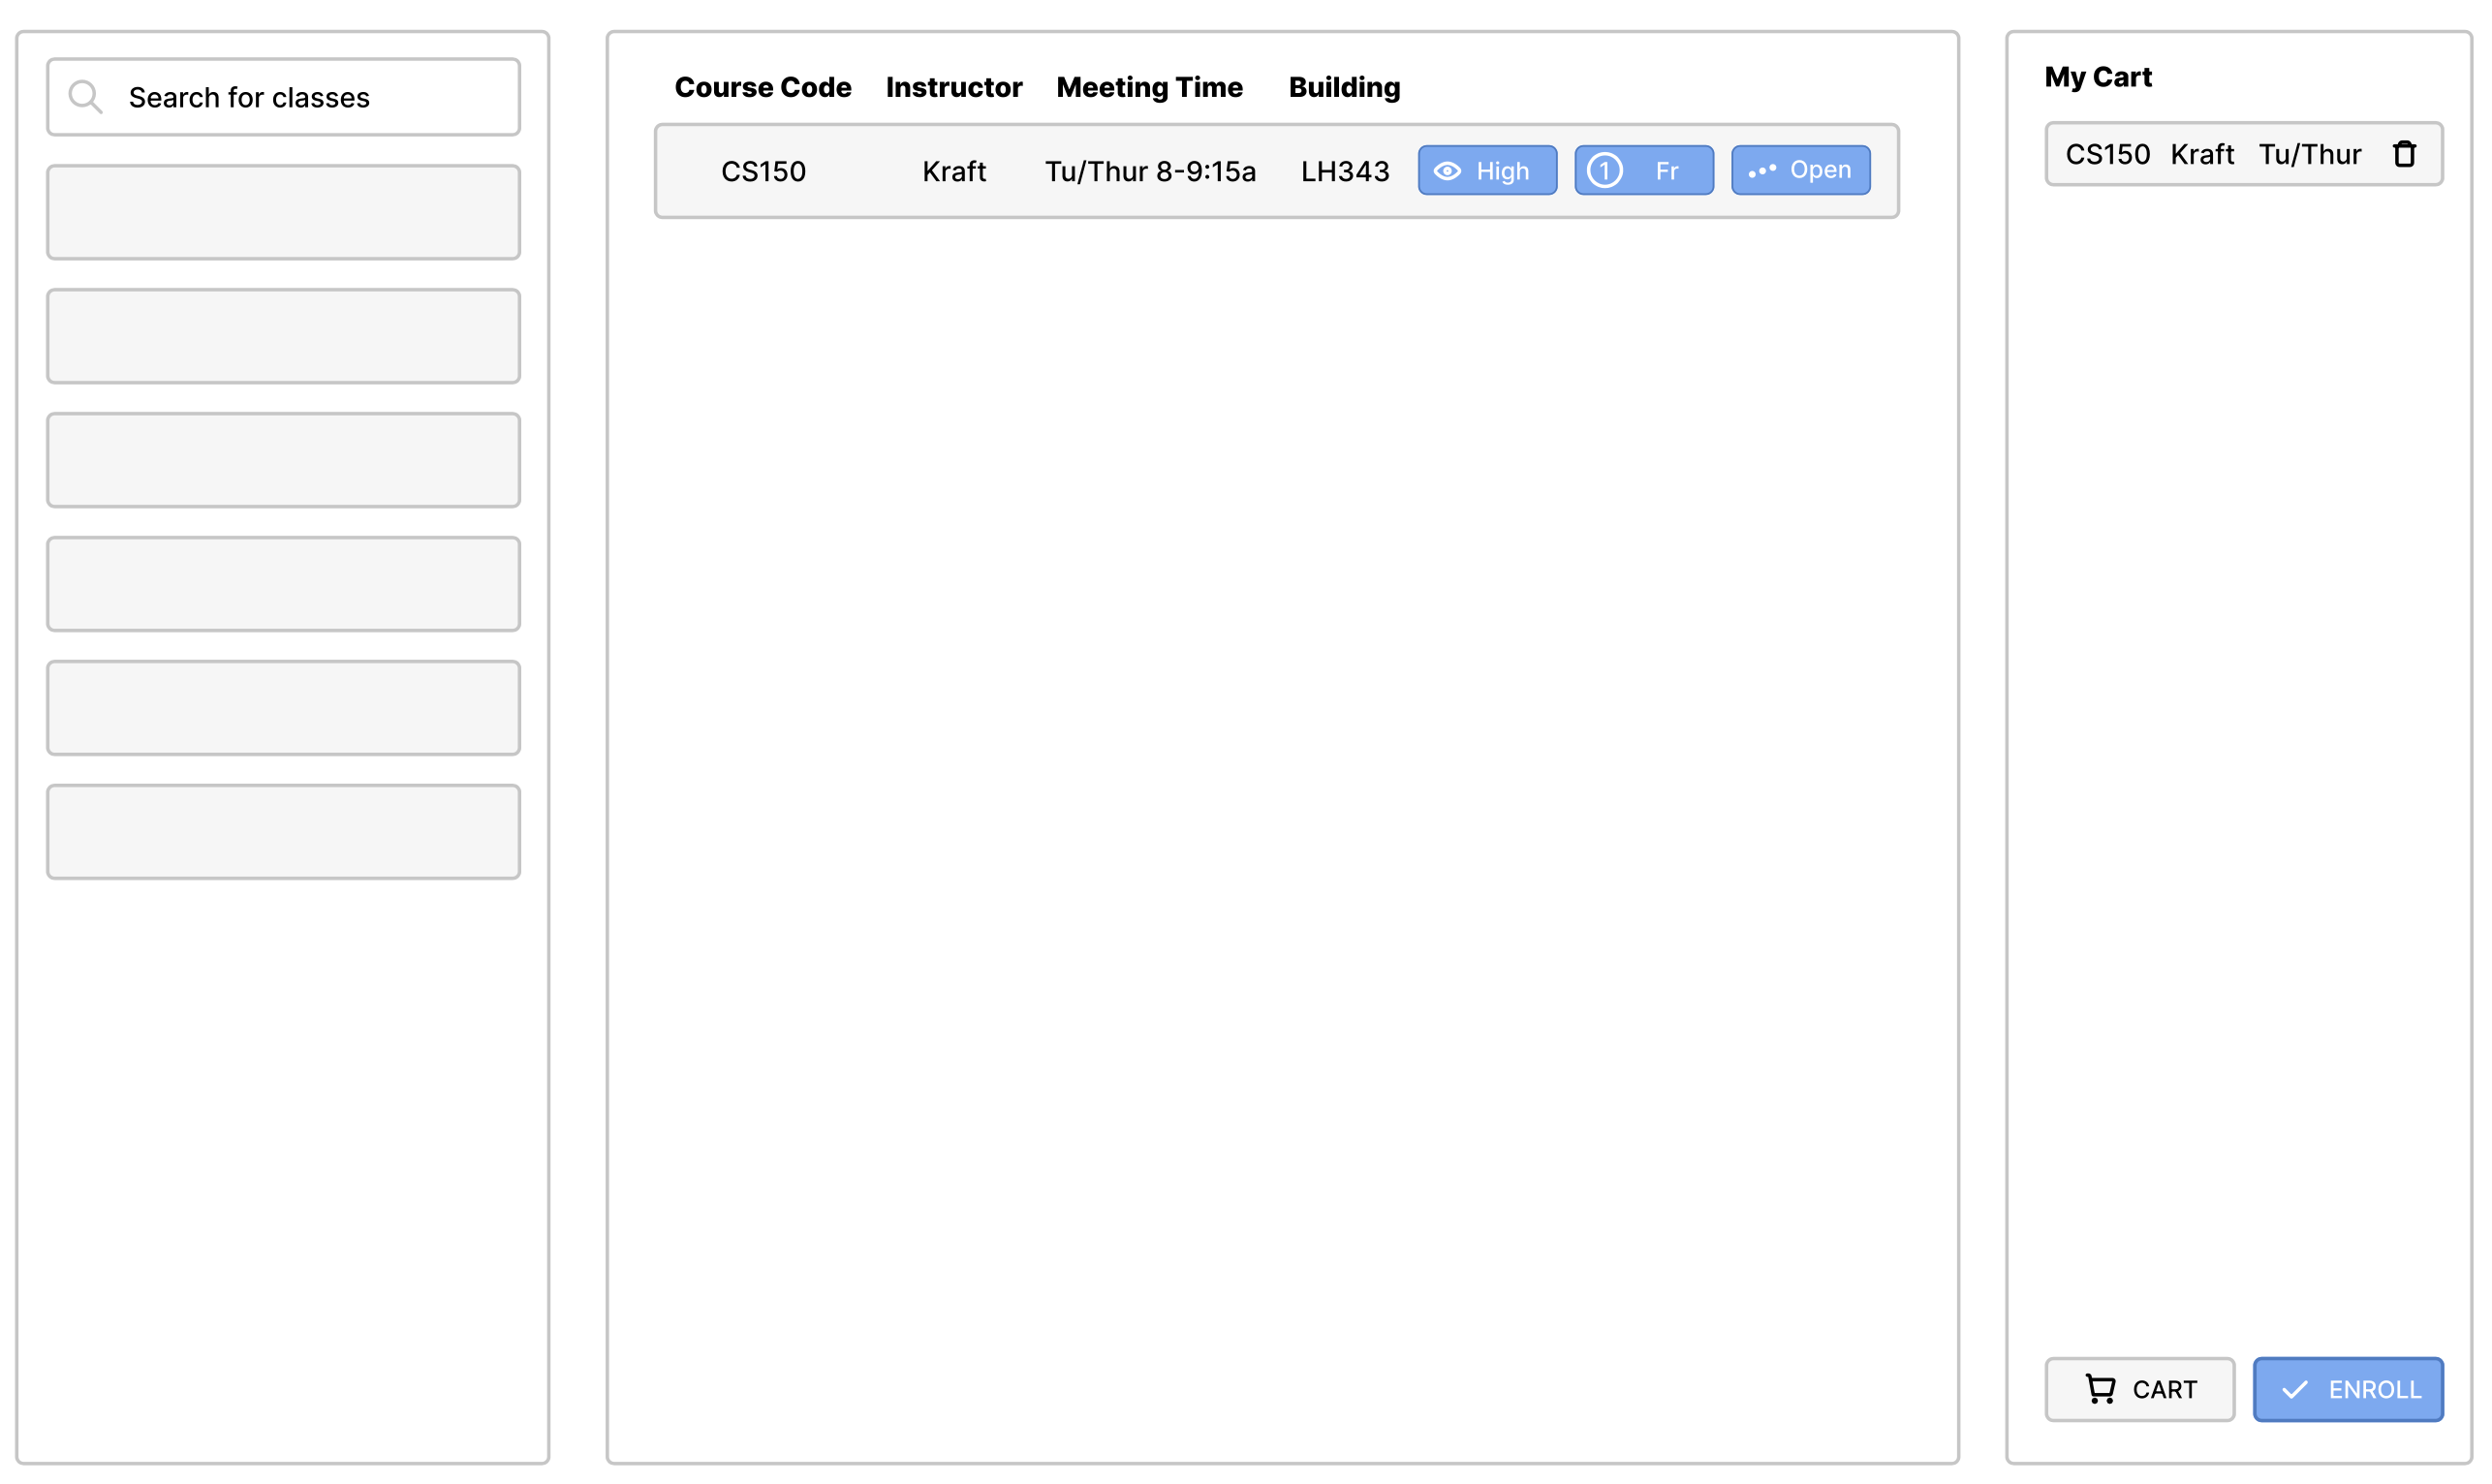 Search for classes
Course Code Instructor Meeting Time Building
CS150 Kraft Tu/Thur 8-9:15a LH343 High 1 Fr Open
My Cart
CS150 Kraft Tu/Thur
CART ENROLL